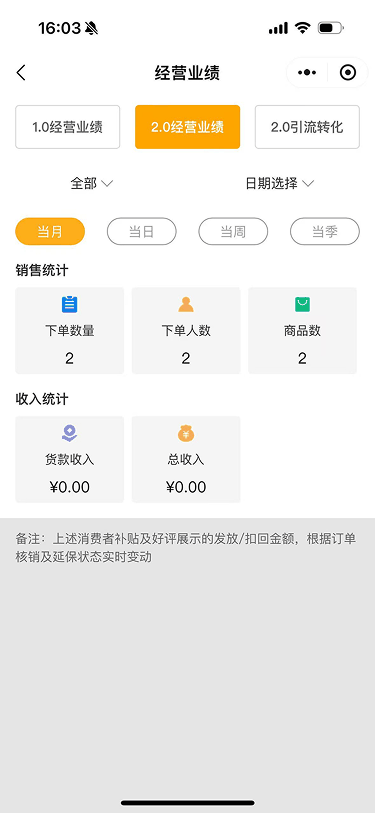 16:03
经营业绩
1.0经营业绩
2.0经营业绩
2.0引流转化
全部
日期选择
当月
当日
当周
当季
销售统计
下单数量
下单人数
商品数
2
2
2
收入统计
货款收入
总收入
¥0.00
¥0.00
备注：上述消费者补贴及好评展示的发放/扣回金额，根据订单
核销及延保状态实时变动